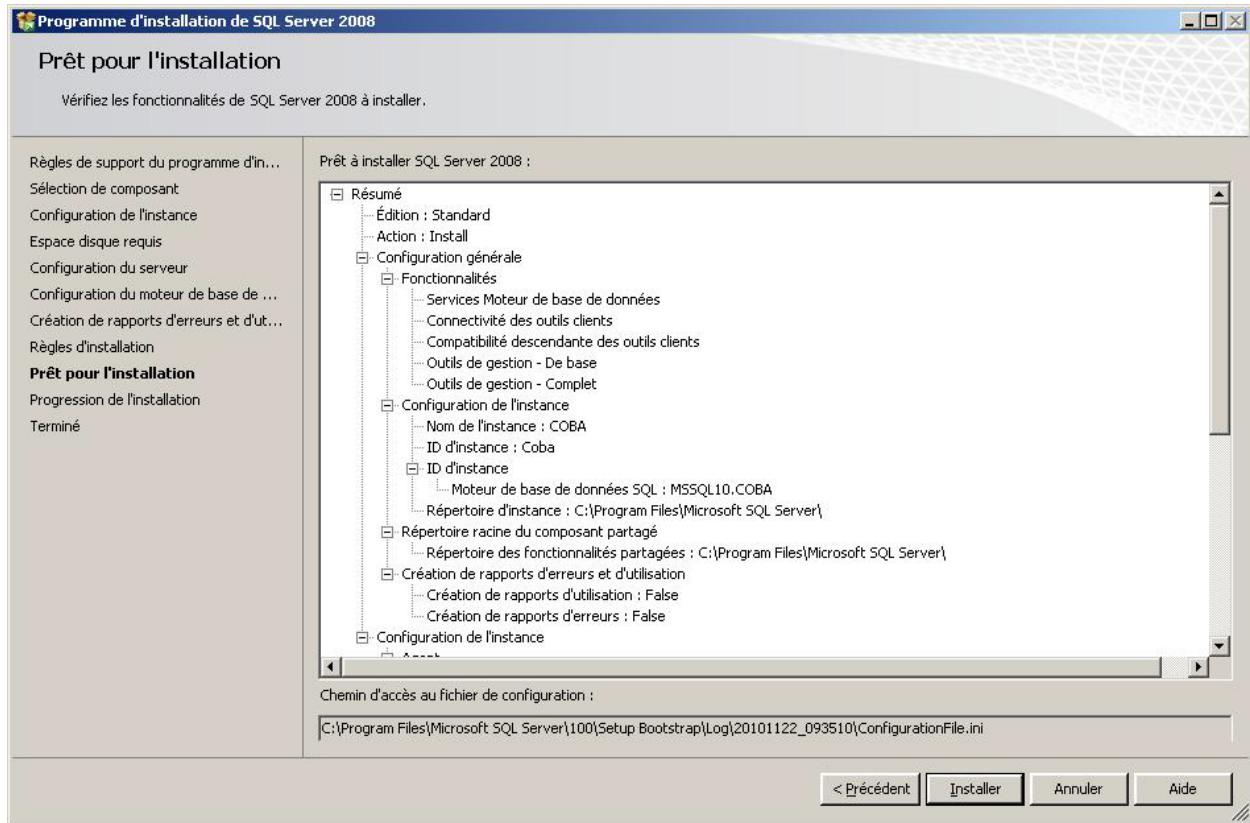 Programme d'installation de SQL Server 2008
Prêt pour l'installation
Vérifiez les fonctionnalités de SQL Server 2008 à installer.
Règles de support du programme d'in...
Sélection de composant
Configuration de l'instance
Espace disque requis
Configuration du serveur
Configuration du moteur de base de ...
Création de rapports d'erreurs et d'ut...
Règles d'installation
Prêt pour l'installation
Progression de l'installation
Terminé
Prêt à installer SQL Server 2008 :
Résumé
Édition : Standard
Action : Install
Configuration générale
Fonctionnalités
Services Moteur de base de données
Connectivité des outils clients
Compatibilité descendante des outils clients
Outils de gestion - De base
Outils de gestion - Complet
Configuration de l'instance
Nom de l'instance : COBA
ID d'instance : Coba
ID d'instance
Moteur de base de données SQL : MSSQL10.COBA
Répertoire d'instance : C:\Program Files\Microsoft SQL Server\
Répertoire racine du composant partagé
Répertoire des fonctionnalités partagées : C:\Program Files\Microsoft SQL Server\
Création de rapports d'erreurs et d'utilisation
Création de rapports d'utilisation : False
Création de rapports d'erreurs : False
Configuration de l'instance
Agent
Chemin d'accès au fichier de configuration :
C:\Program Files\Microsoft SQL Server\100\Setup Bootstrap\Log\20101122_093510\ConfigurationFile.ini
< Précédent
Installer
Annuler
Aide